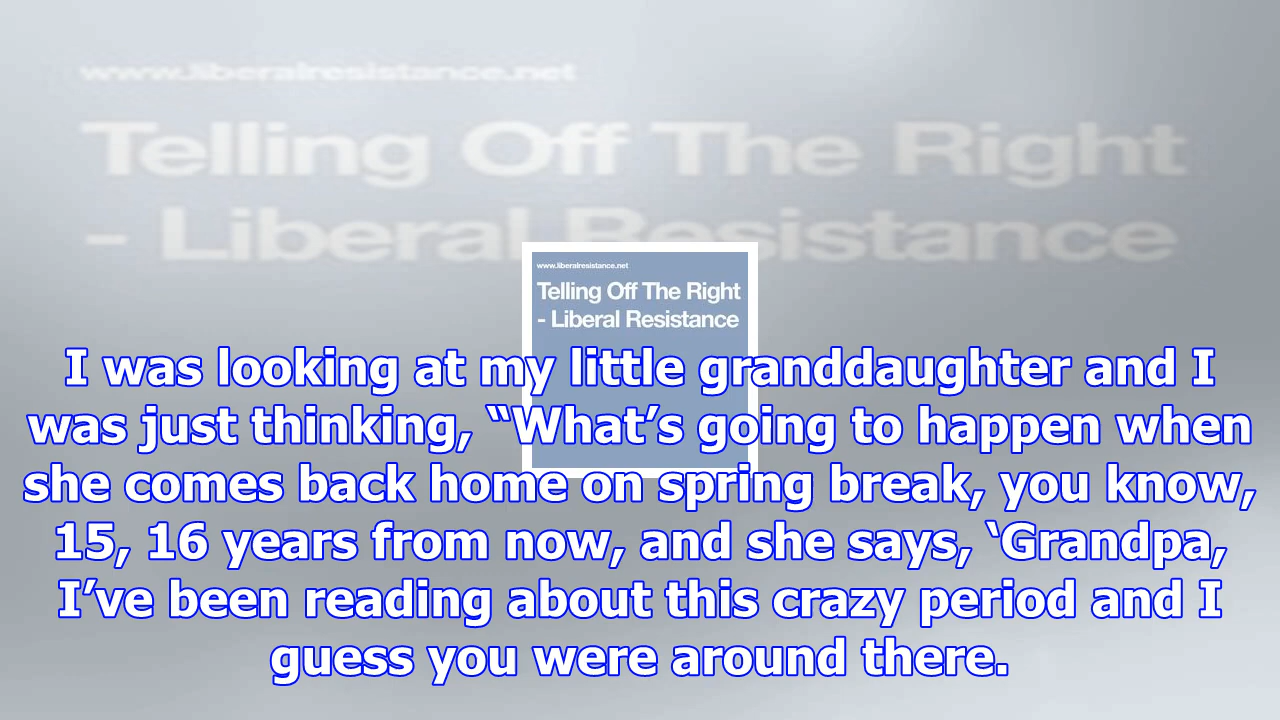 www.liberalresistance.net
Telling Off The Right
- Liberal Resistance
www.liberalresistance.net
Telling Off The Right
- Liberal Resistance
I was looking at my little granddaughter and I
was just thinking, “What’s going to happen when
she comes back home on spring break, you know,
15, 16 years from now, and she says, ‘Grandpa,
I’ve been reading about this crazy period and I
guess you were around there.